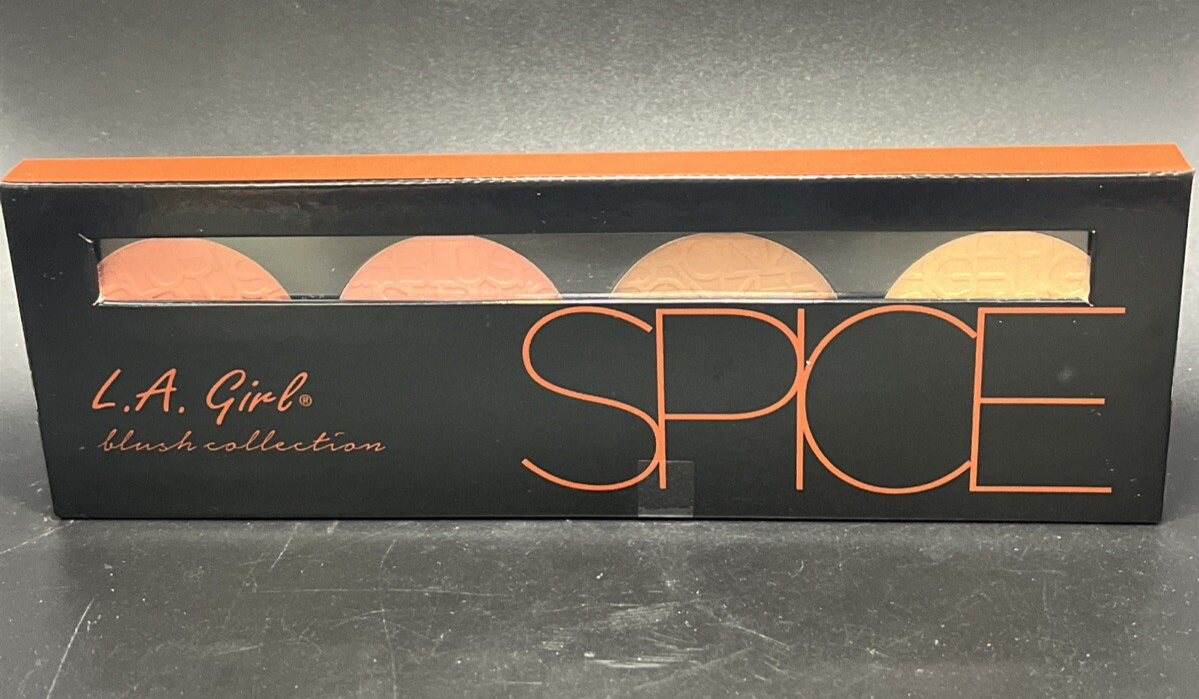 L.A. Girl®
blush collection
SPICE